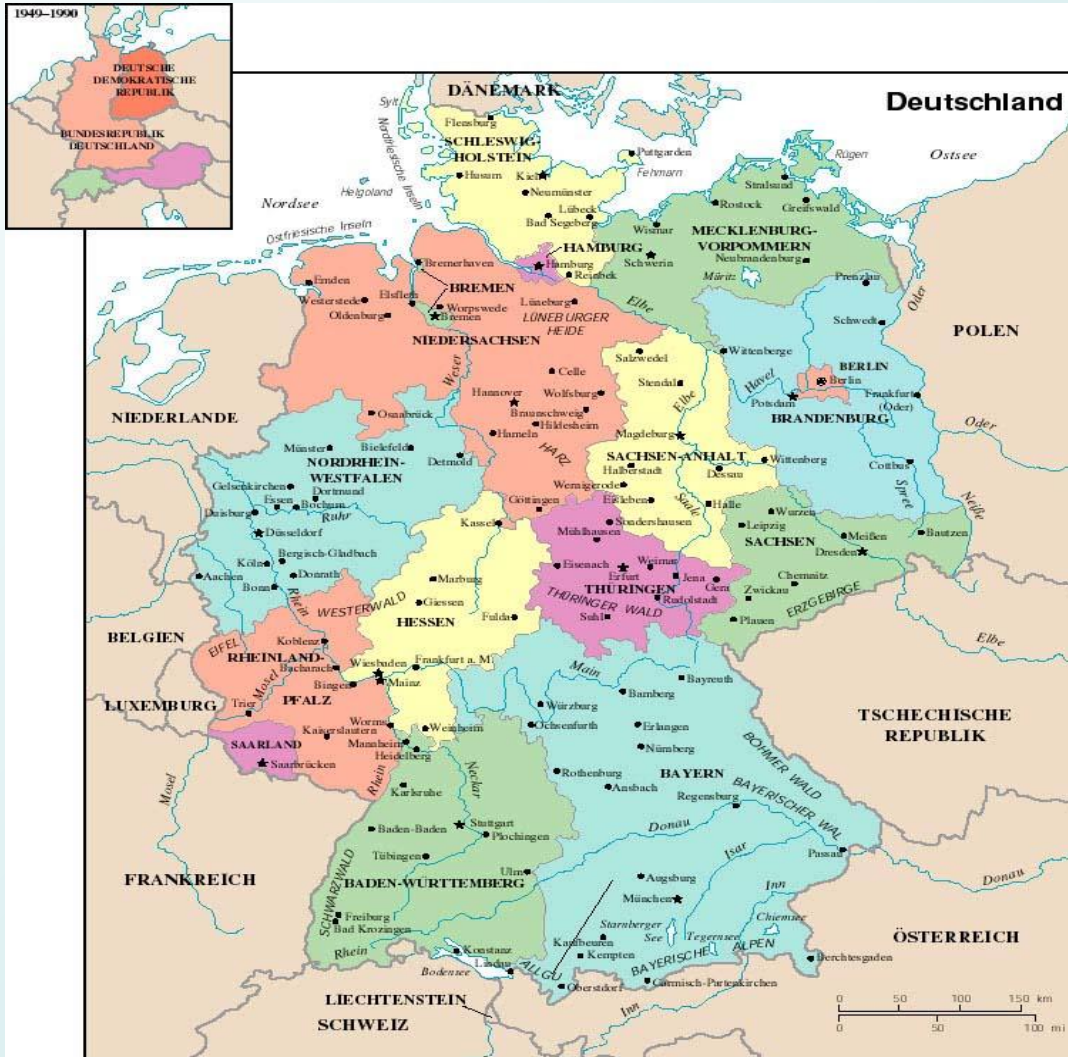 1949–1990
DEUTSCHE
DEMOKRATISCHE
REPUBLIK
BUNDESREPUBLIK
DEUTSCHLAND
Deutschland
DÄNEMARK
Sylt
Flensburg
Nordfriesische Inseln
SCHLESWIG-
HOLSTEIN
Puttgarden
Fehmarn
Rügen
Ostsee
Husum
Kiel
Helgoland
Neumünster
Stralsund
Nordsee
Lübeck
Bad Segeberg
Rostock
Greifswald
Ostfriesische Inseln
Wismar
MECKLENBURG-
VORPOMMERN
HAMBURG
Hamburg
Schwerin
Neubrandenburg
Bremerhaven
Reinbek
Müritz
Prenzlau
Emden
Elsfleth
BREMEN
Westerstede
Worpswede
Lüneburg
Elbe
Oder
Oldenburg
Bremen
LÜNEBURGER
HEIDE
Schwedt
POLEN
NIEDERSACHSEN
Salzwedel
Wittenberge
Weser
Celle
Stendal
Havel
BERLIN
Berlin
Hannover
Wolfsburg
Elbe
Potsdam
Frankfurt
(Oder)
NIEDERLANDE
Osnabrück
Braunschweig
Hildesheim
BRANDENBURG
Oder
Hameln
Magdeburg
Münster
Bielefeld
HARZ
SACHSEN-ANHALT
NORDRHEIN-
WESTFALEN
Detmold
Halberstadt
Dessau
Wittenberg
Cottbus
Gelsenkirchen
Dortmund
Wernigerode
Spree
Neiße
Essen
Bochum
Göttingen
Eisleben
Saale
Halle
Duisburg
Ruhr
Kassel
Sondershausen
Wurzen
Düsseldorf
Mühlhausen
Leipzig
Meißen
Bautzen
SACHSEN
Bergisch-Gladbach
Dresden
Köln
Eisenach
Weimar
Aachen
Donrath
Marburg
Erfurt
Jena
Gera
Chemnitz
Bonn
THÜRINGEN
Rhein
WESTERWALD
Giessen
THÜRINGER WALD
Rudolstadt
Zwickau
ERZGEBIRGE
HESSEN
Fulda
Suhl
Plauen
BELGIEN
EIFEL
Koblenz
Elbe
RHEINLAND-
PFALZ
Bacharach
Wiesbaden
Frankfurt a. M
Main
Bingen
Mainz
Bayreuth
Mosel
Bamberg
LUXEMBURG
Trier
Würzburg
TSCHECHISCHE
REPUBLIK
Worms
Weinheim
Ochsenfurth
Erlangen
Kaiserslautern
SAARLAND
Mannheim
Heidelberg
Nürnberg
BÖHMER WALD
Saarbrücken
Rothenburg
BAYERN
Mosel
Rhein
Karlsruhe
Neckar
Ansbach
BAYERISCHER WAL
Regensburg
Baden-Baden
Stuttgart
Donau
Plochingen
Isar
Passau
Tübingen
FRANKREICH
Ulm
Augsburg
Donau
BADEN-WÜRTTEMBERG
SCHWARZWALD
München
Inn
Freiburg
Bad Krozingen
Starnberger
See
Chiemsee
Tegernsee
ÖSTERREICH
Rhein
Konstanz
Kaufbeuren
Kempten
BAYERISCHE ALPEN
Berchtesgaden
Bodensee
Lindau
ALLGU
Oberstdorf
Garmisch-Partenkirchen
LIECHTENSTEIN
SCHWEIZ
Inn
0 50 100 150 km
0 50 100 mi